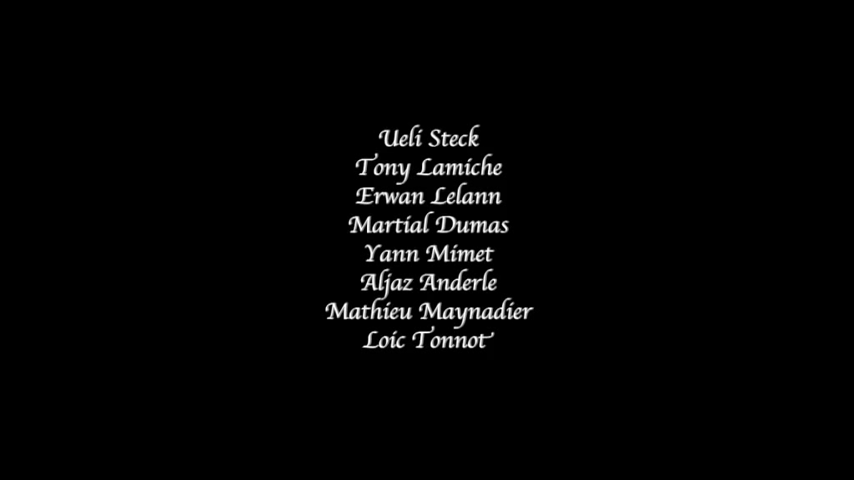 Ueli Steck
Tony Lamiche
Erwan Lelann
Martial Dumas
Yann Mimet
Aljaz Anderle
Mathieu Maynadier
Loic Tonnot